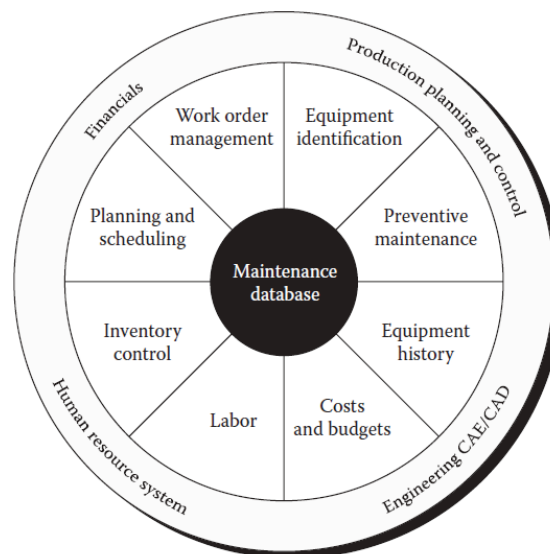 Financials
Production planning and control
Work order
management
Equipment
identification
Planning and
scheduling
Preventive
maintenance
Maintenance
database
Inventory
control
Equipment
history
Labor
Costs
and budgets
Human resource system
Engineering CAE/CAD